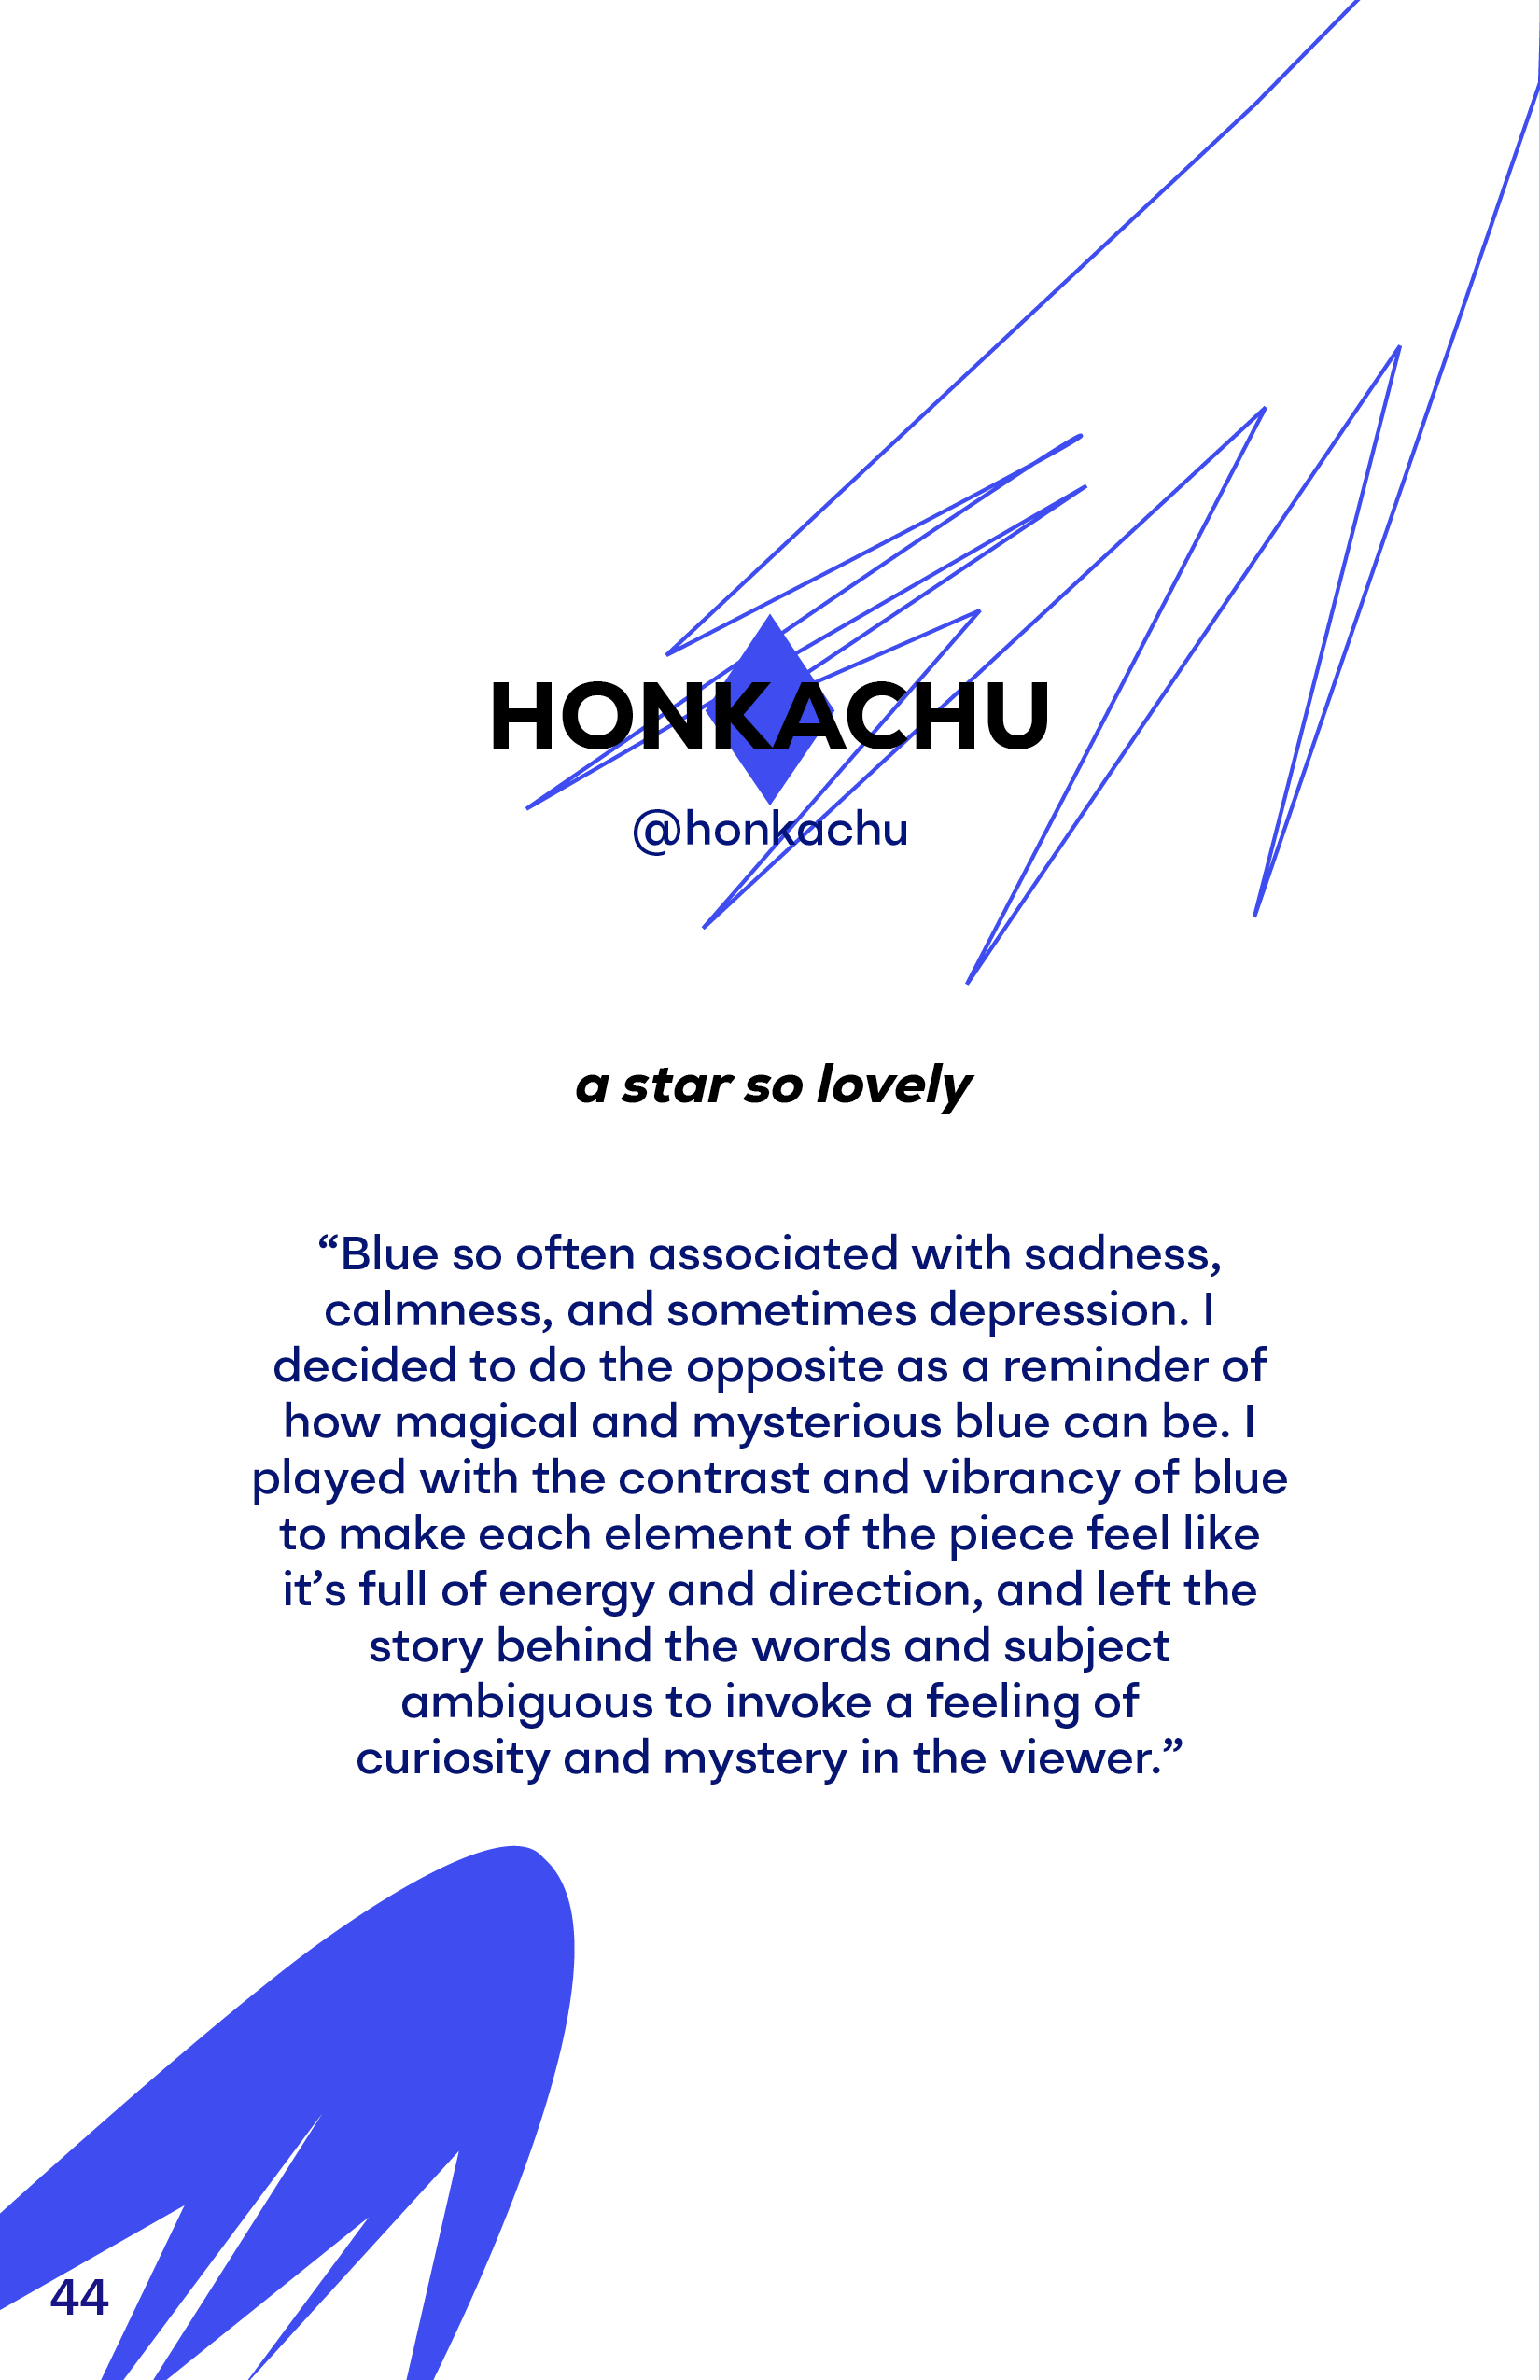 HONKACHU
@honkachu
a star so lovely
“Blue so often associated with sadness,
calmness, and sometimes depression. I
decided to do the opposite as a reminder of
how magical and mysterious blue can be. I
played with the contrast and vibrancy of blue
to make each element of the piece feel like
it’s full of energy and direction, and left the
story behind the words and subject
ambiguous to invoke a feeling of
curiosity and mystery in the viewer.”
44